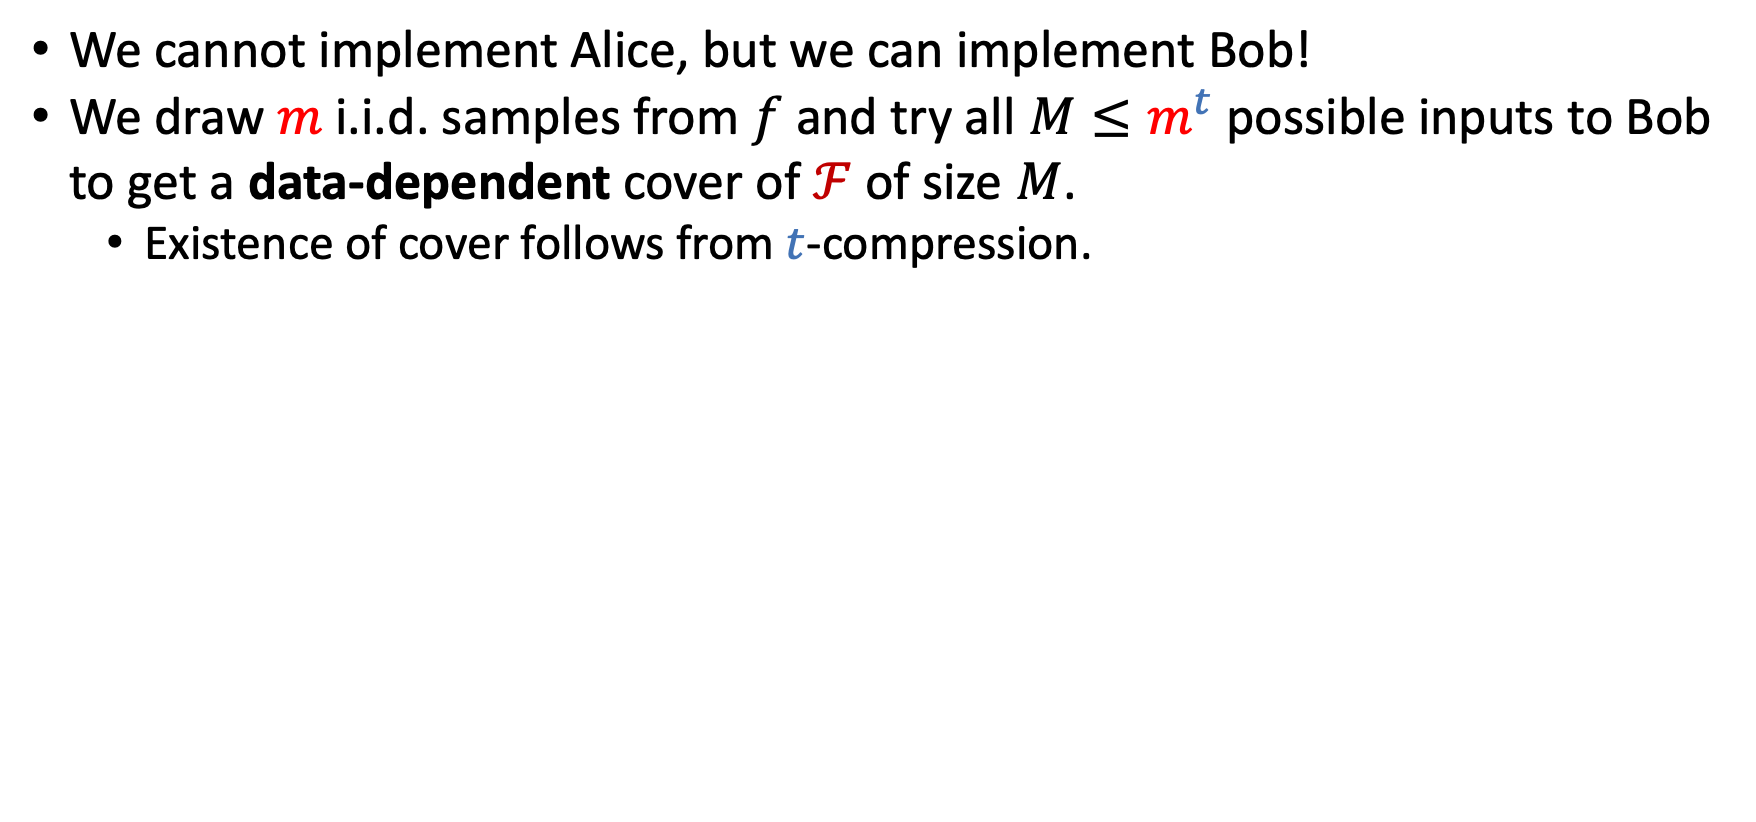 • We cannot implement Alice, but we can implement Bob!
• We draw m i.i.d. samples from f and try all M ≤ mᵗ possible inputs to Bob
to get a data-dependent cover of ℱ of size M.
• Existence of cover follows from t-compression.